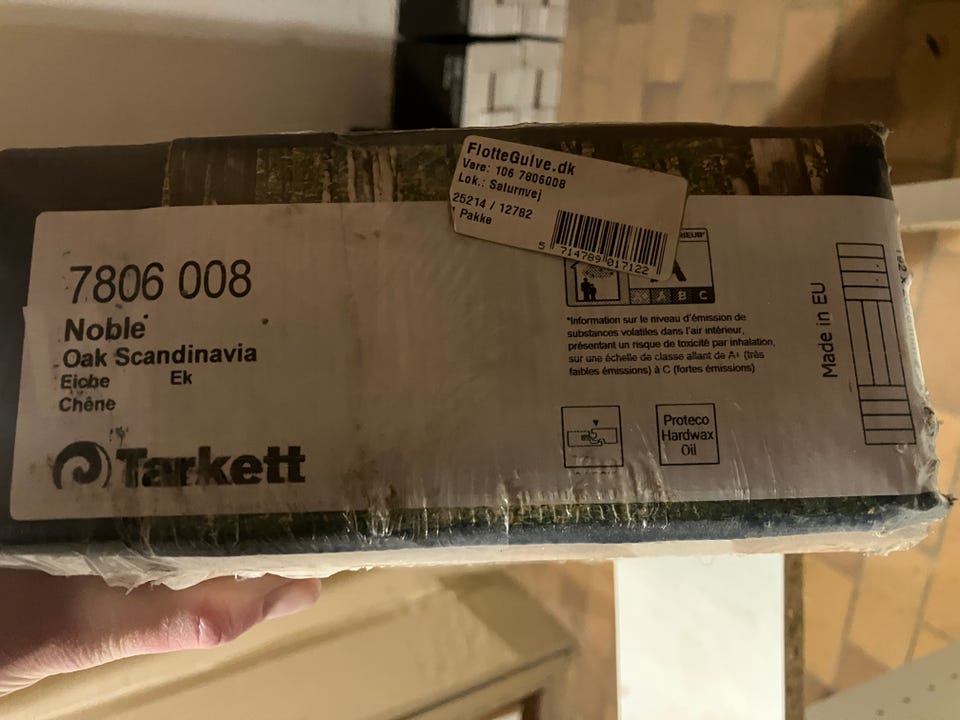 FlotteGulve.dk
Vare: 106 7806008
Lok.: Saturnvej
25214 / 12782
1 Pakke
5 714789 017122
7806 008
Noble
Oak Scandinavia
Eiche Ek
Chêne
Tarkett
A B C
*Information sur le niveau d'émission de
substances volatiles dans l'air intérieur,
présentant un risque de toxicité par inhalation,
sur une échelle de classe allant de A+ (très
faibles émissions) à C (fortes émissions)
Proteco
Hardwax
Oil
Made in EU